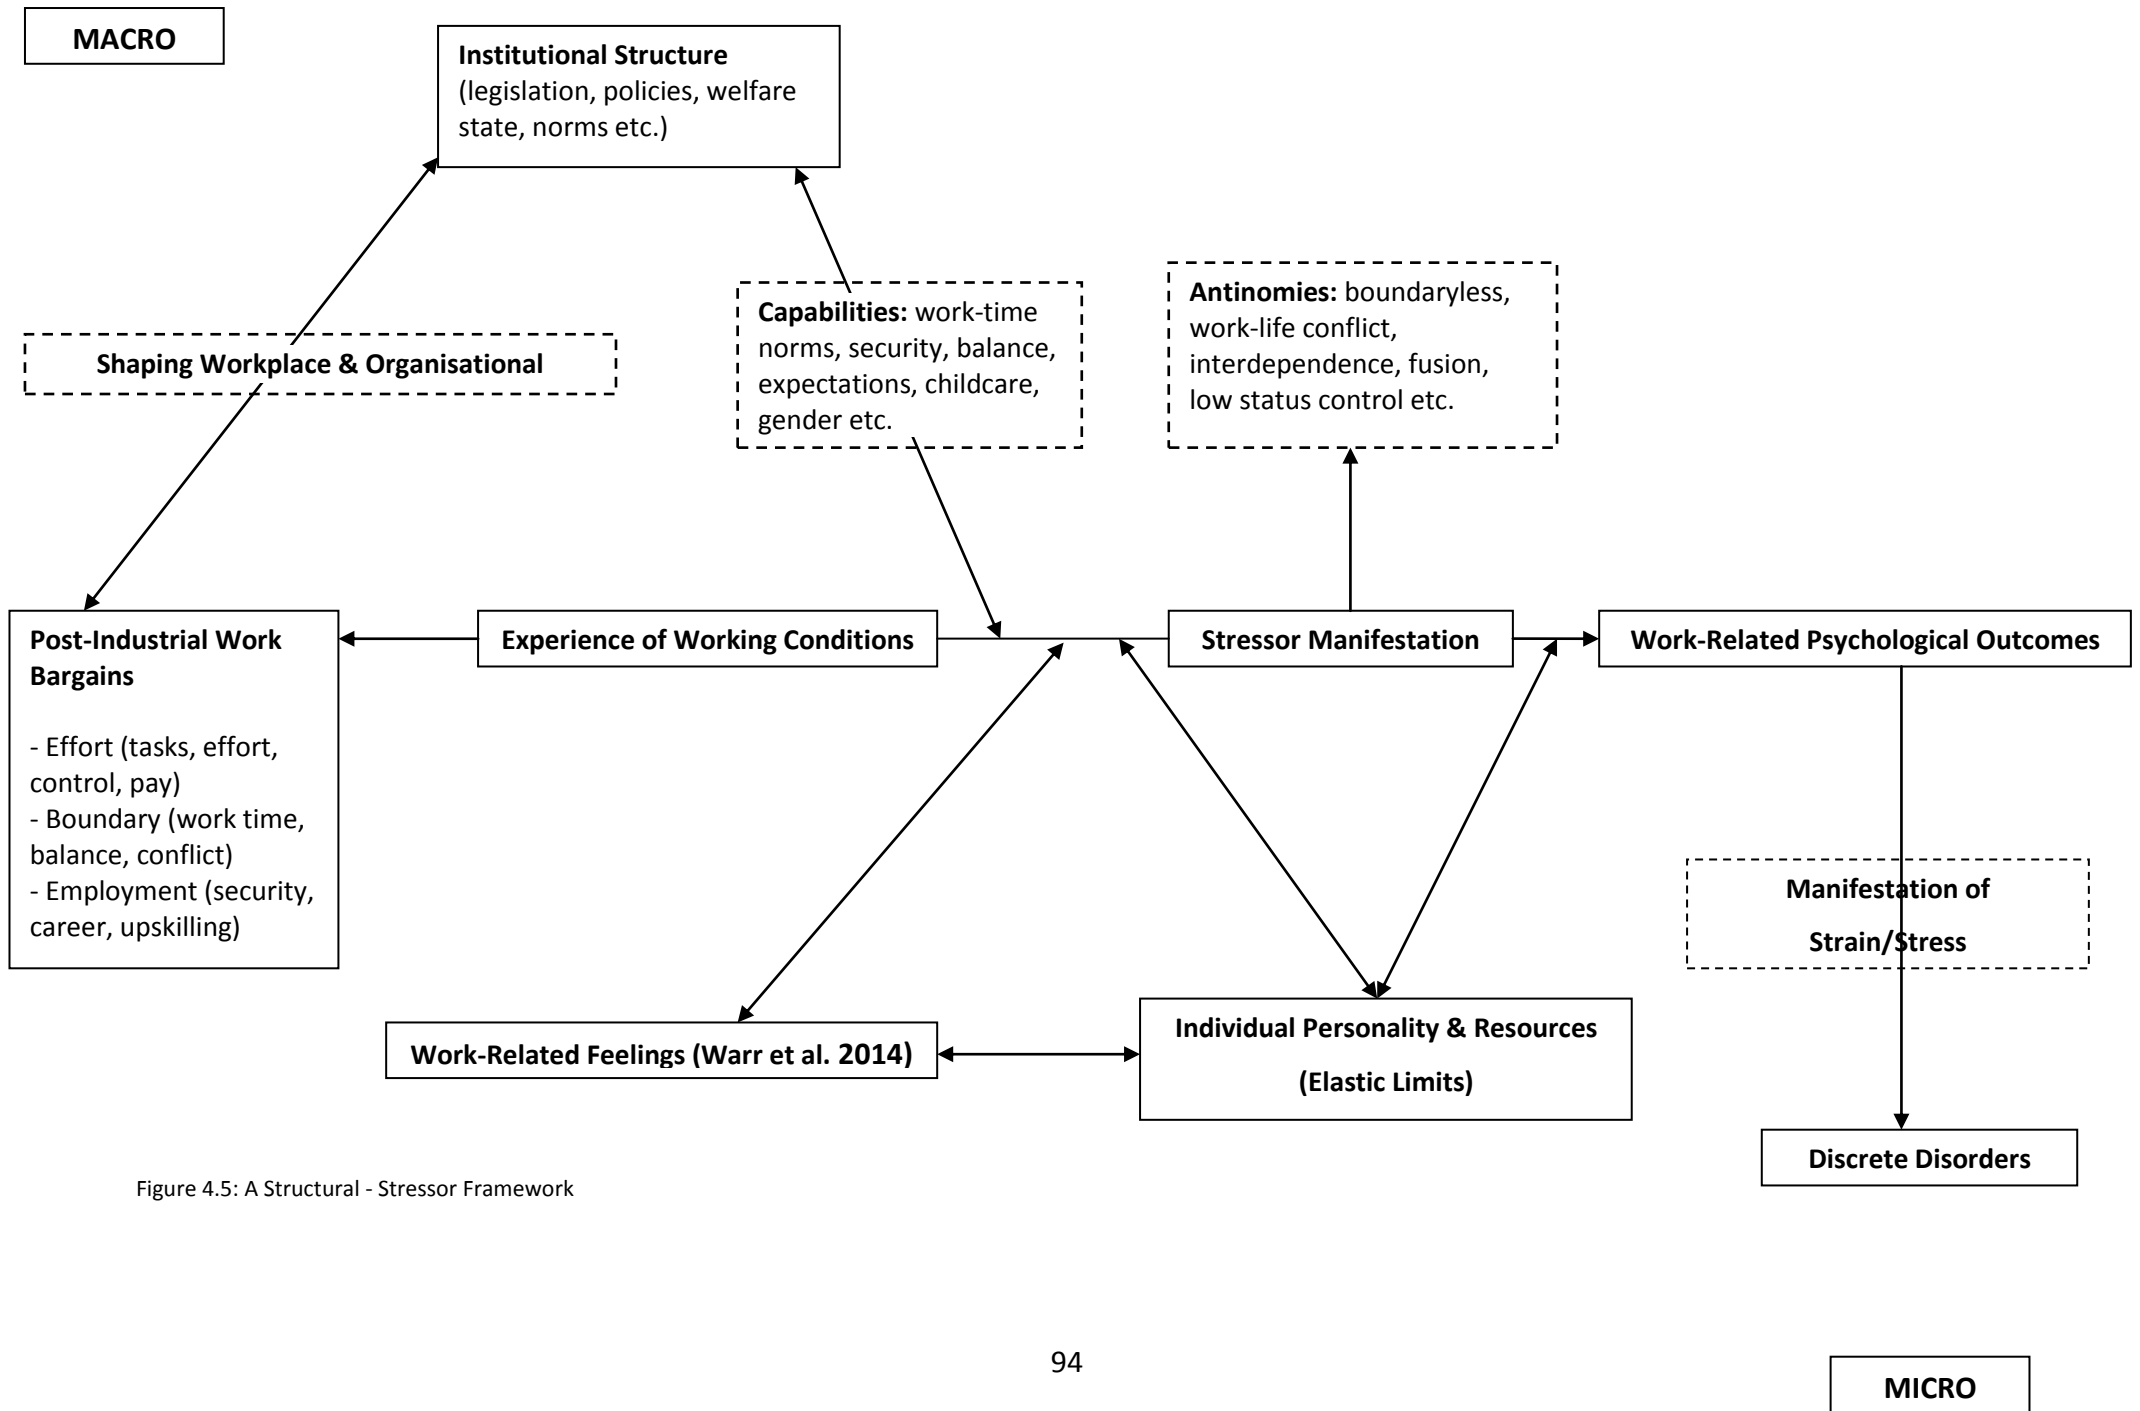 MACRO
Institutional Structure
(legislation, policies, welfare
state, norms etc.)
Capabilities: work-time
norms, security, balance,
expectations, childcare,
gender etc.
Antinomies: boundaryless,
work-life conflict,
interdependence, fusion,
low status control etc.
Shaping Workplace & Organisational
Post-Industrial Work
Bargains
- Effort (tasks, effort,
control, pay)
- Boundary (work time,
balance, conflict)
- Employment (security,
career, upskilling)
Experience of Working Conditions
Stressor Manifestation
Work-Related Psychological Outcomes
Manifestation of
Strain/Stress
Work-Related Feelings (Warr et al. 2014)
Individual Personality & Resources
(Elastic Limits)
Discrete Disorders
Figure 4.5: A Structural - Stressor Framework
94
MICRO